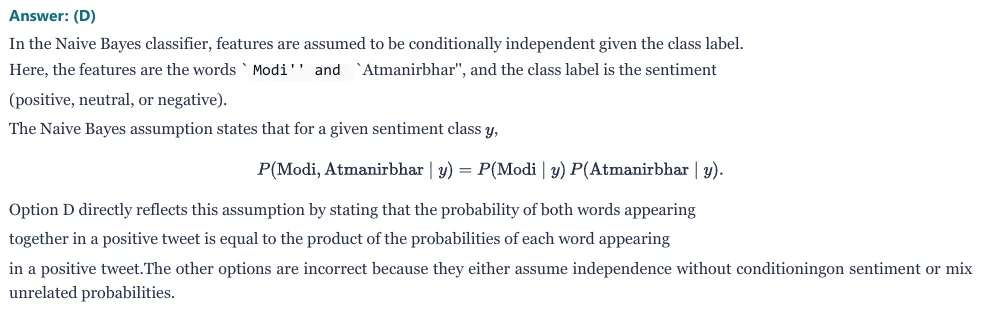 Answer: (D)
In the Naive Bayes classifier, features are assumed to be conditionally independent given the class label.
Here, the features are the words ` Modi'' and `Atmanirbhar", and the class label is the sentiment
(positive, neutral, or negative).
The Naive Bayes assumption states that for a given sentiment class y,
P(Modi, Atmanirbhar | y) = P(Modi | y) P(Atmanirbhar | y).
Option D directly reflects this assumption by stating that the probability of both words appearing
together in a positive tweet is equal to the product of the probabilities of each word appearing
in a positive tweet.The other options are incorrect because they either assume independence without conditioningon sentiment or mix
unrelated probabilities.